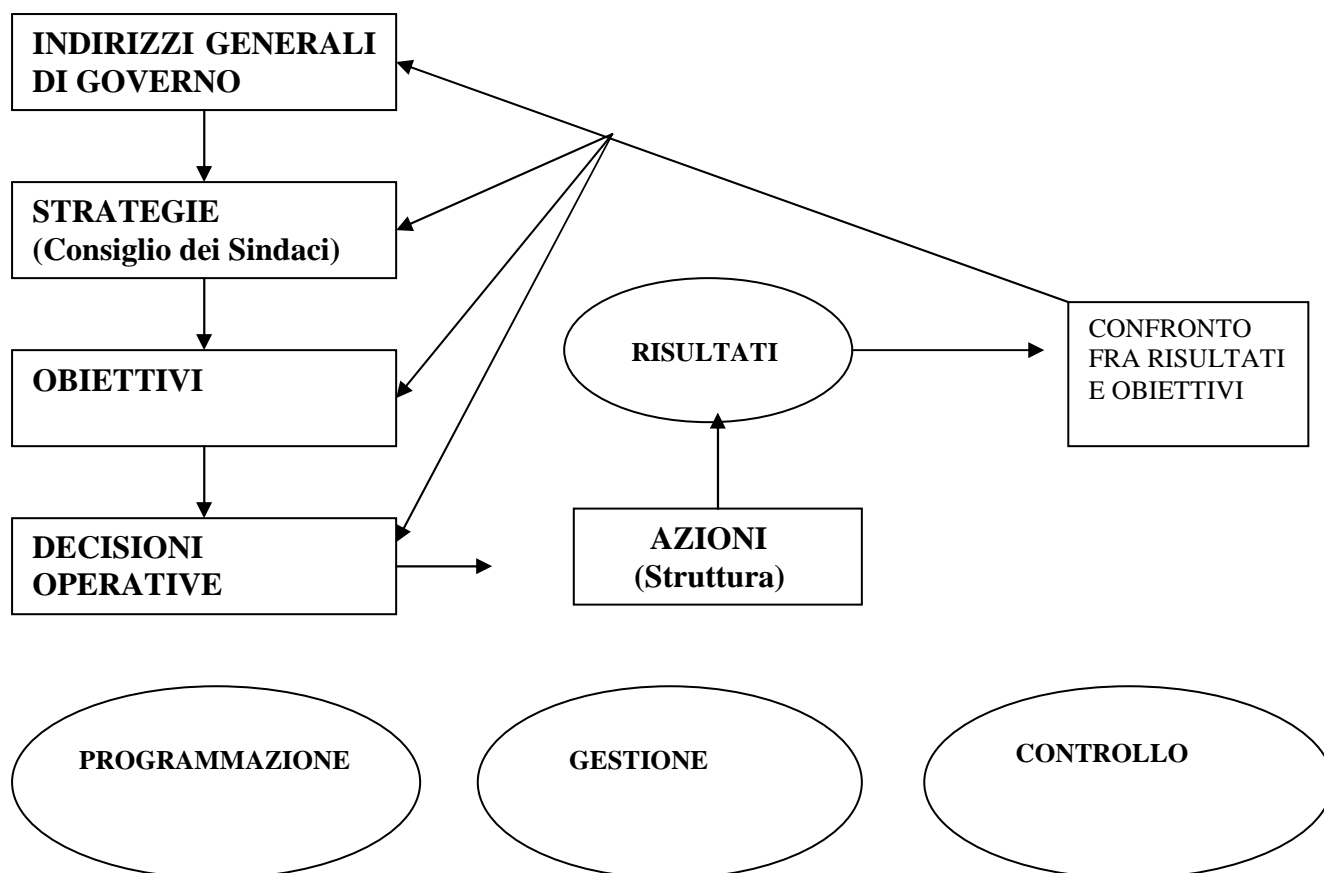 INDIRIZZI GENERALI
DI GOVERNO
STRATEGIE
(Consiglio dei Sindaci)
OBIETTIVI
DECISIONI
OPERATIVE
RISULTATI
AZIONI
(Struttura)
CONFRONTO
FRA RISULTATI
E OBIETTIVI
PROGRAMMAZIONE
GESTIONE
CONTROLLO